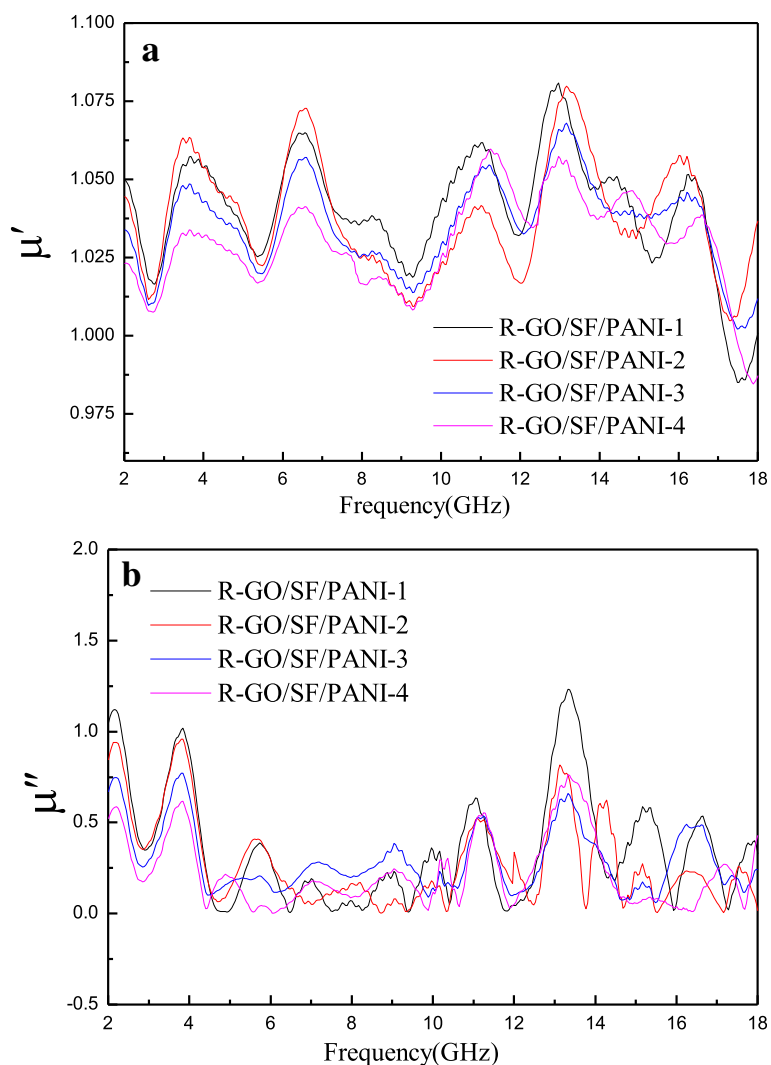 a
1.100
1.075
1.050
1.025
1.000
0.975
μ′
R-GO/SF/PANI-1
R-GO/SF/PANI-2
R-GO/SF/PANI-3
R-GO/SF/PANI-4
2 4 6 8 10 12 14 16 18
Frequency(GHz)
b
2.0
1.5
1.0
0.5
0.0
-0.5
μ″
R-GO/SF/PANI-1
R-GO/SF/PANI-2
R-GO/SF/PANI-3
R-GO/SF/PANI-4
2 4 6 8 10 12 14 16 18
Frequency(GHz)